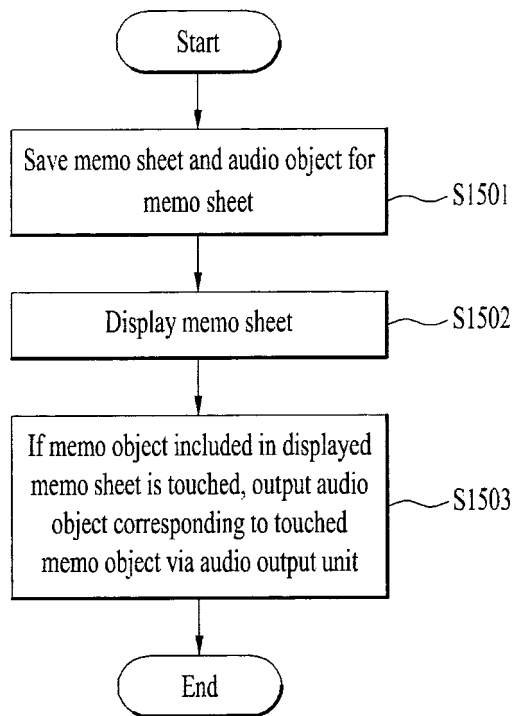 Start
Save memo sheet and audio object for
memo sheet
S1501
Display memo sheet
S1502
If memo object included in displayed
memo sheet is touched, output audio
object corresponding to touched
memo object via audio output unit
S1503
End